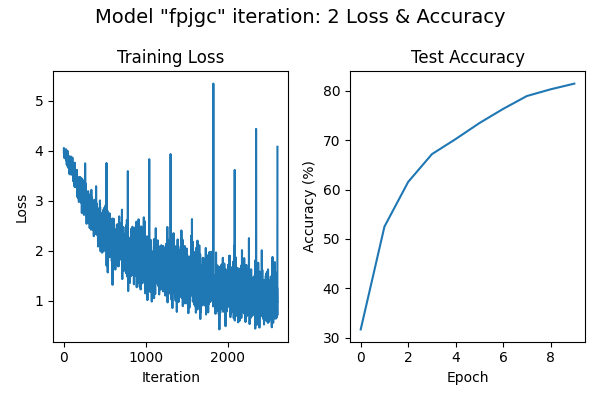 Model "fpjgc" iteration: 2 Loss & Accuracy
Training Loss
Loss
5
4
3
2
1
0
1000
2000
Iteration
Test Accuracy
Accuracy (%)
80
70
60
50
40
30
0
2
4
6
8
Epoch